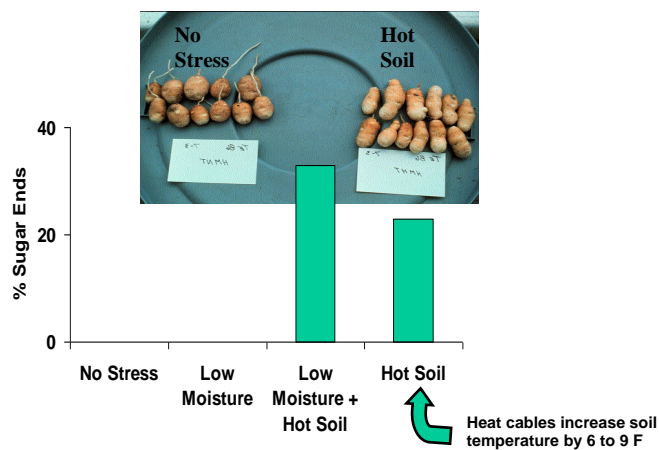 No
Stress
Hot
Soil
40
20
0
% Sugar Ends
No Stress
Low
Moisture
Low
Moisture +
Hot Soil
Hot Soil
Heat cables increase soil
temperature by 6 to 9 F